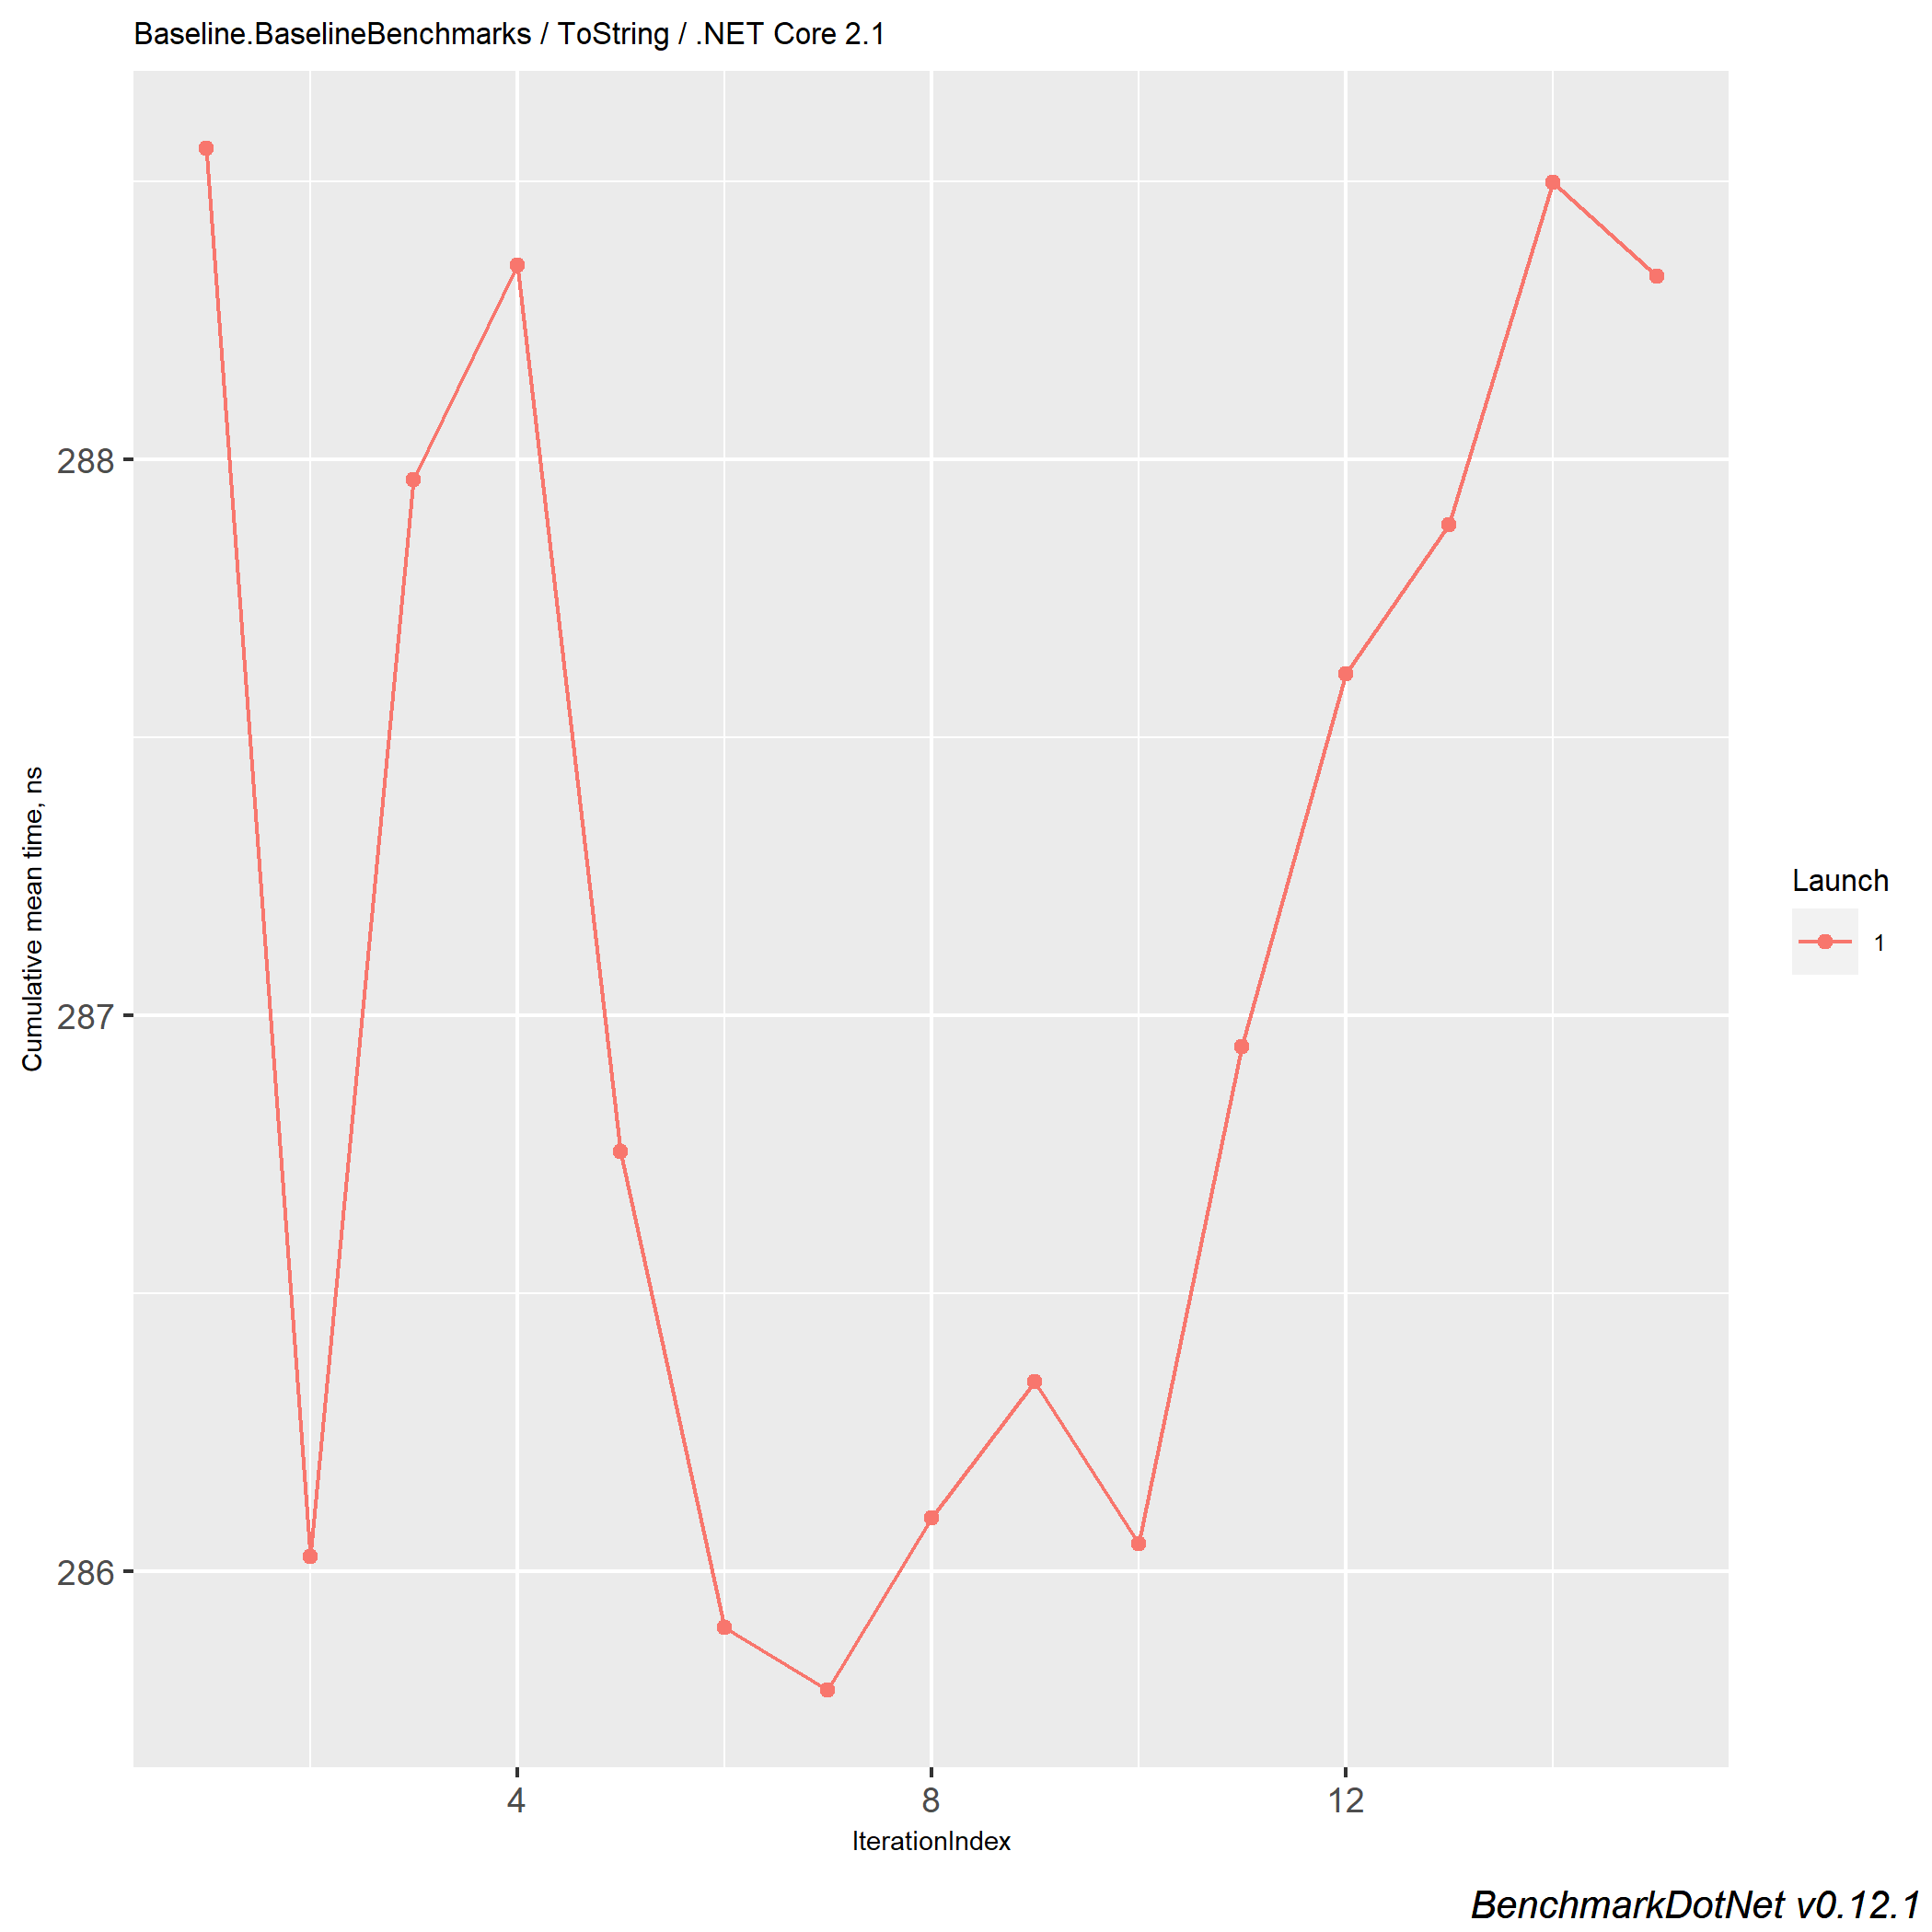 Baseline.BaselineBenchmarks / ToString / .NET Core 2.1
288
287
286
Cumulative mean time, ns
4 8 12
IterationIndex
Launch
1
BenchmarkDotNet v0.12.1